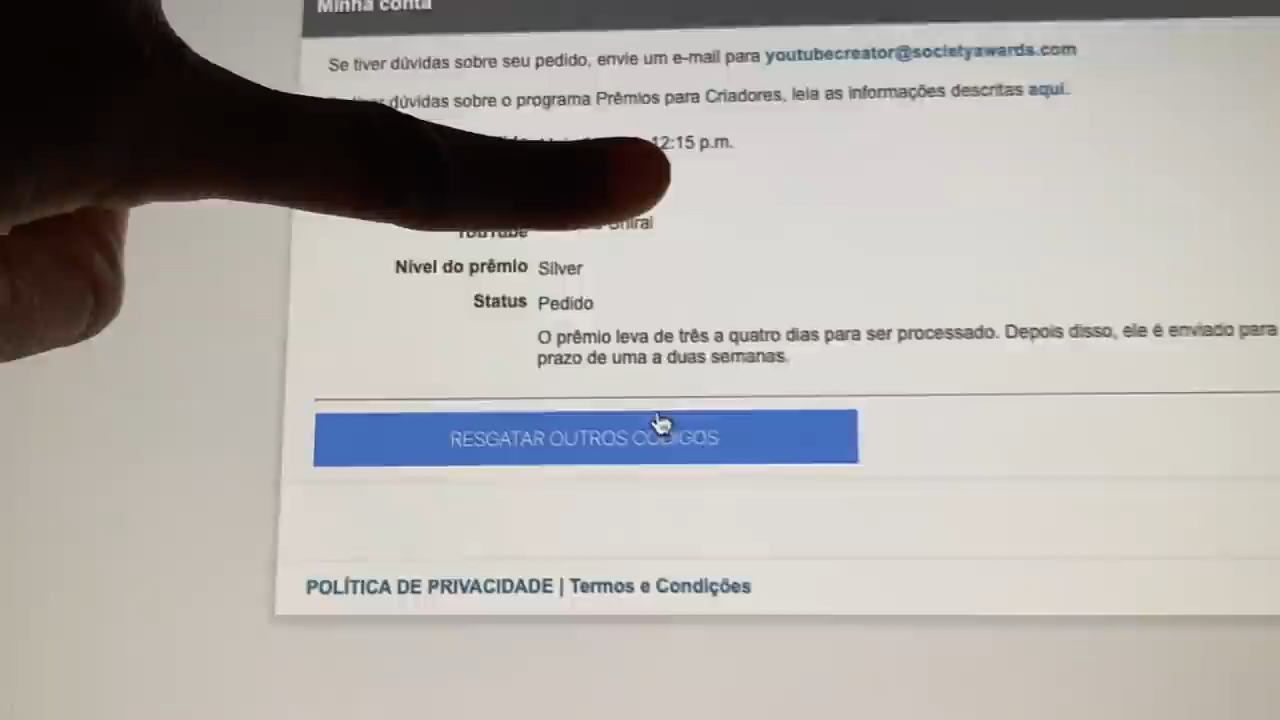 Minha conta
Se tiver dúvidas sobre seu pedido, envie um e-mail para youtubecreator@societyawards.com
dúvidas sobre o programa Prêmios para Criadores, leia as informações descritas aqui.
12:15 p.m.
YouTube
Nível do prêmio Silver
Status Pedido
O prêmio leva de três a quatro dias para ser processado. Depois disso, ele é enviado para
prazo de uma a duas semanas.
RESGATAR OUTROS CÓDIGOS
POLÍTICA DE PRIVACIDADE | Termos e Condições